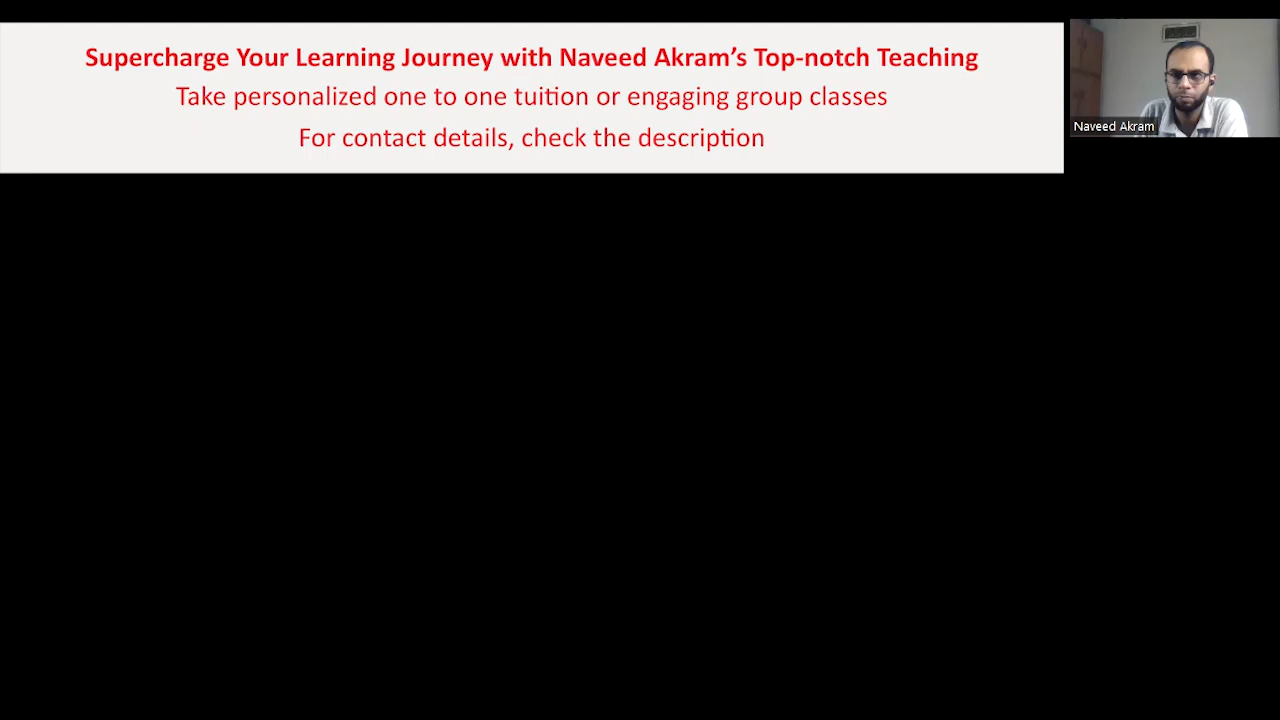 Supercharge Your Learning Journey with Naveed Akram’s Top-notch Teaching
Take personalized one to one tuition or engaging group classes
For contact details, check the description
Naveed Akram